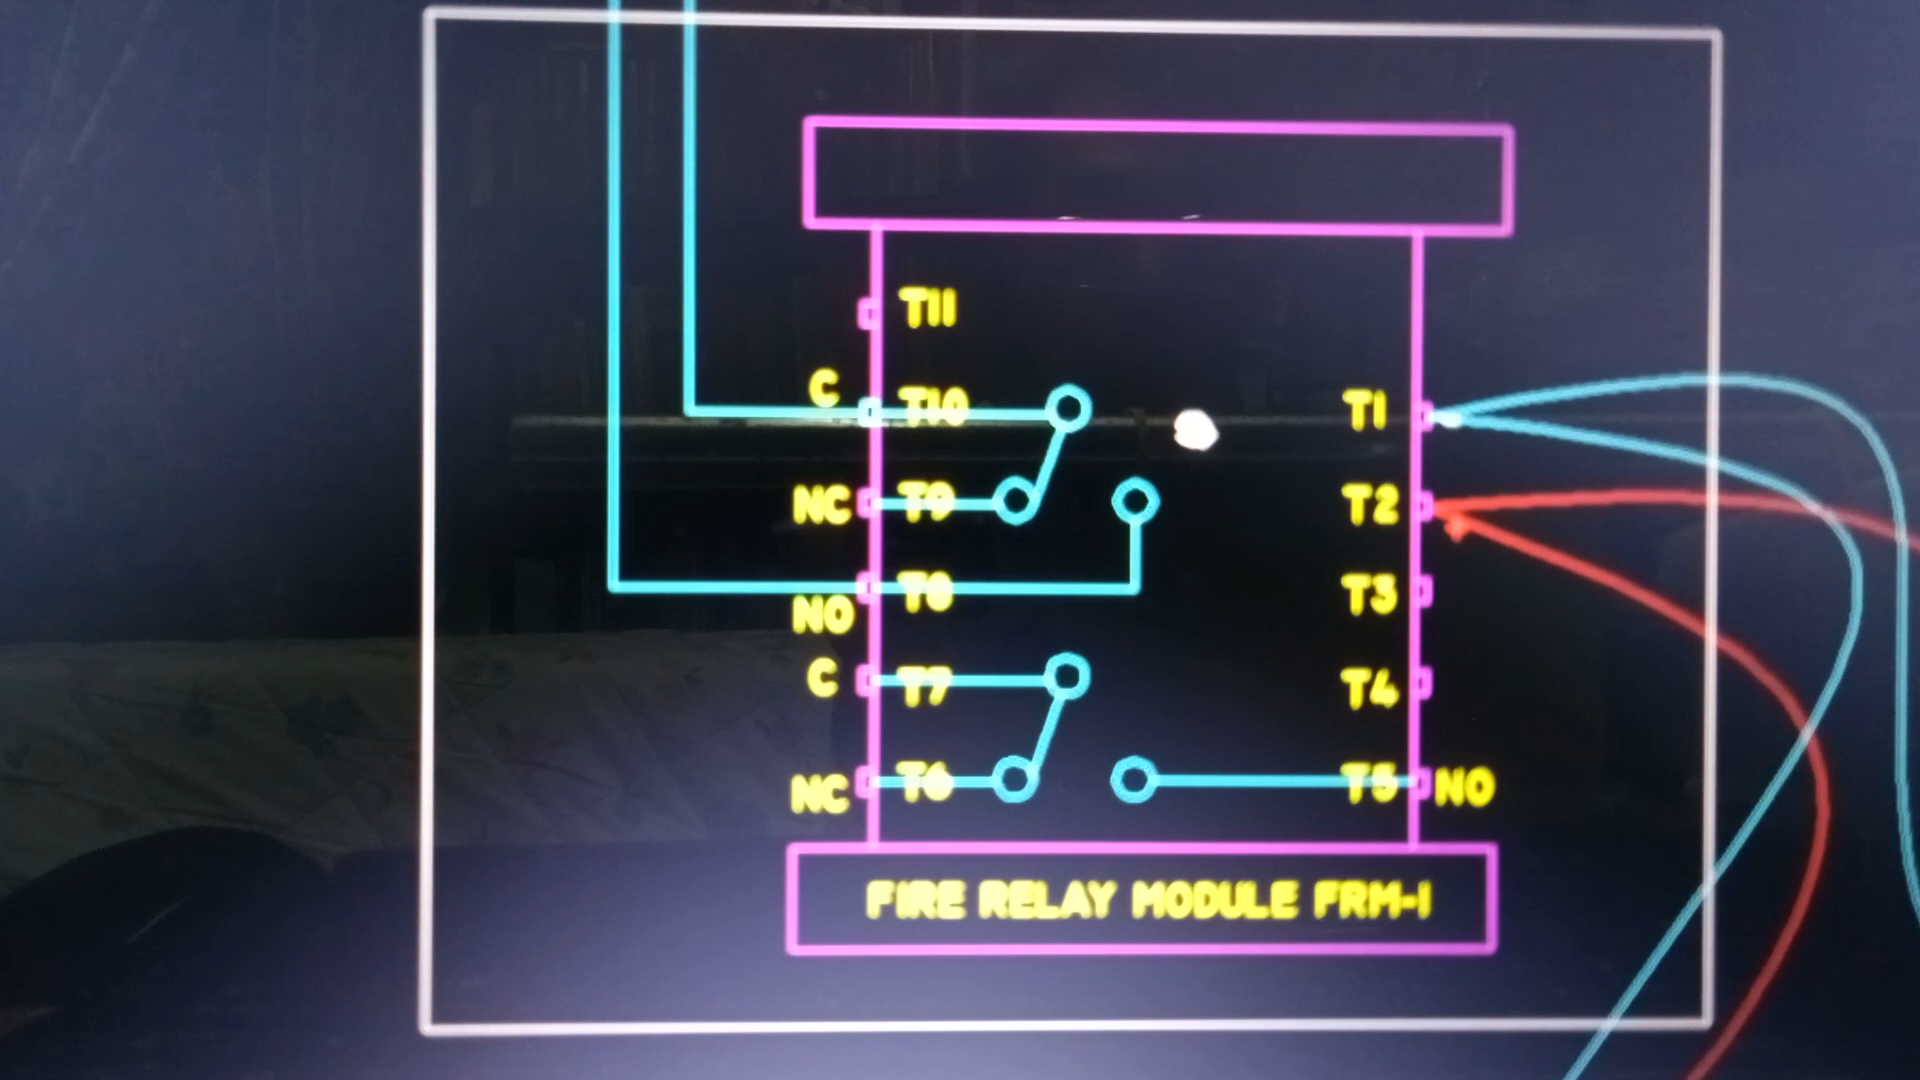 T11
C T10 T1
NC T9 T2
T8 T3
NO
C T7 T4
NC T6 T5 NO
FIRE RELAY MODULE FRM-1